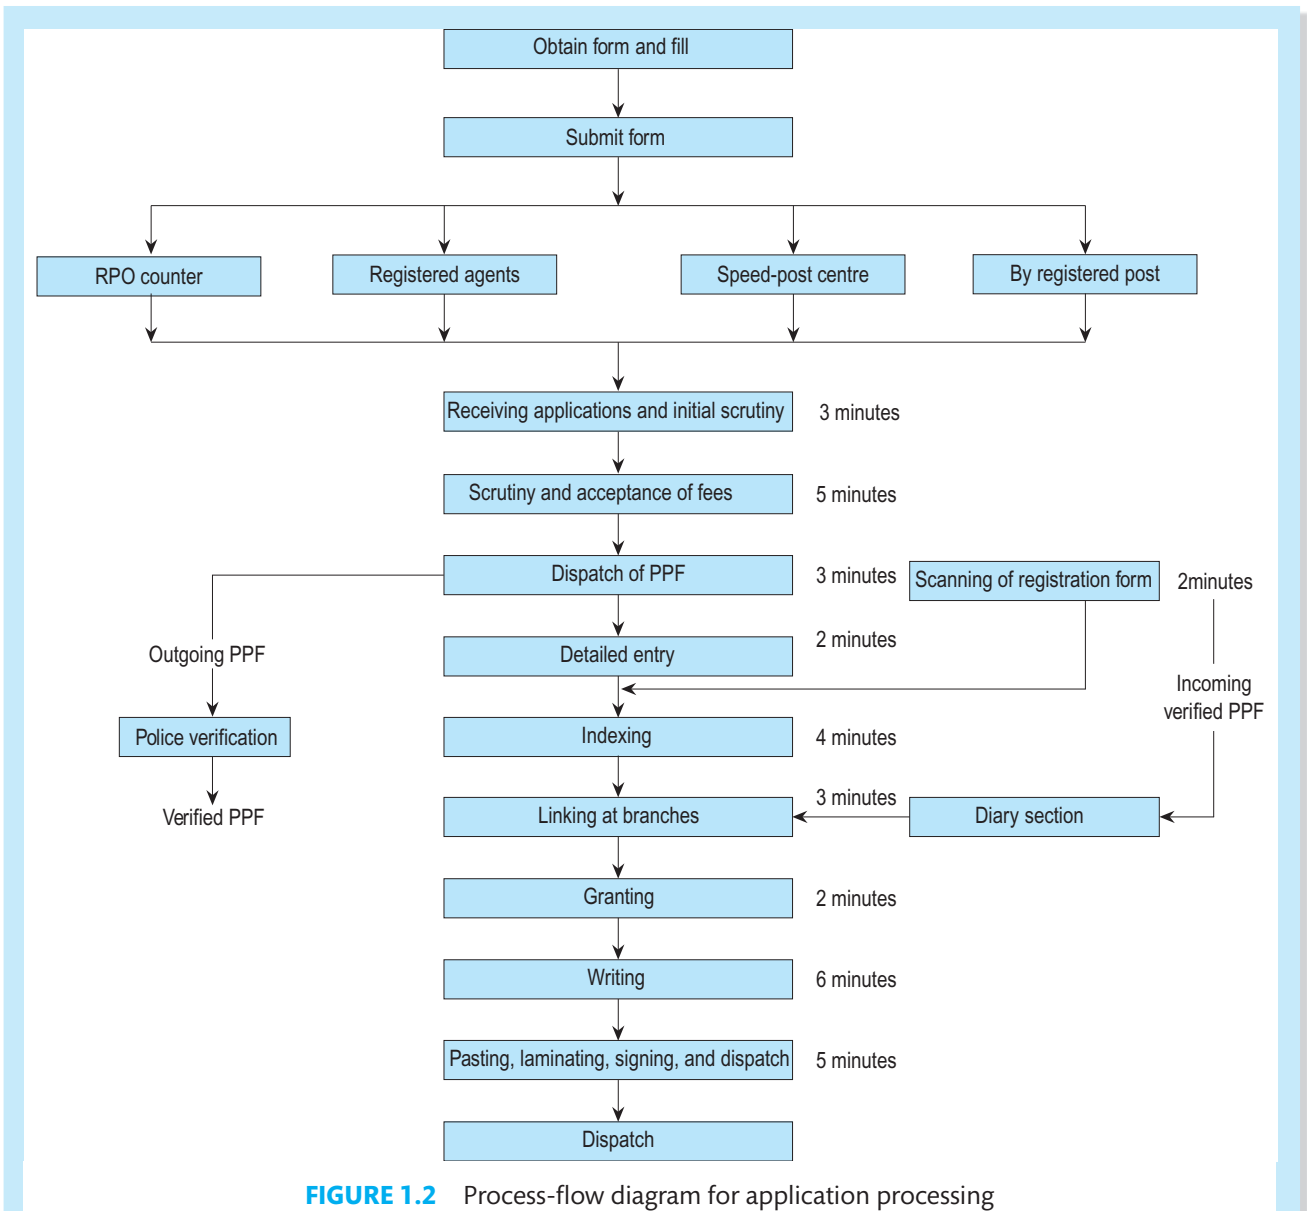 Obtain form and fill
Submit form
RPO counter
Registered agents
Speed-post centre
By registered post
Receiving applications and initial scrutiny
3 minutes
Scrutiny and acceptance of fees
5 minutes
Dispatch of PPF
3 minutes
Scanning of registration form
2minutes
Outgoing PPF
Detailed entry
2 minutes
Incoming
verified PPF
Police verification
Indexing
4 minutes
Verified PPF
Linking at branches
3 minutes
Diary section
Granting
2 minutes
Writing
6 minutes
Pasting, laminating, signing, and dispatch
5 minutes
Dispatch
FIGURE 1.2 Process-flow diagram for application processing